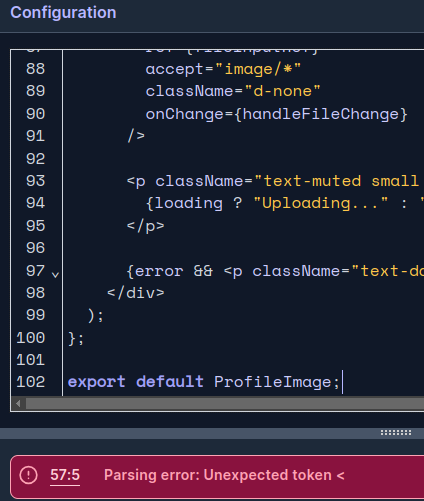 Configuration
ref={fileInputRef}
88 accept="image/*"
89 className="d-none"
90 onChange={handleFileChange}
91 />
92
93 <p className="text-muted small
94 {loading ? "Uploading..." : "
95 </p>
96
97 {error && <p className="text-da
98 </div>
99 );
100 };
101
102 export default ProfileImage;
57:5 Parsing error: Unexpected token <